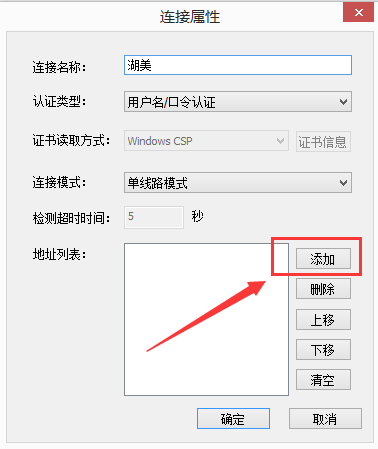 连接属性
连接名称： 湖美
认证类型： 用户名/口令认证
证书读取方式： Windows CSP 证书信息
连接模式： 单线路模式
检测超时时间： 5 秒
地址列表： 添加
删除
上移
下移
清空
确定 取消